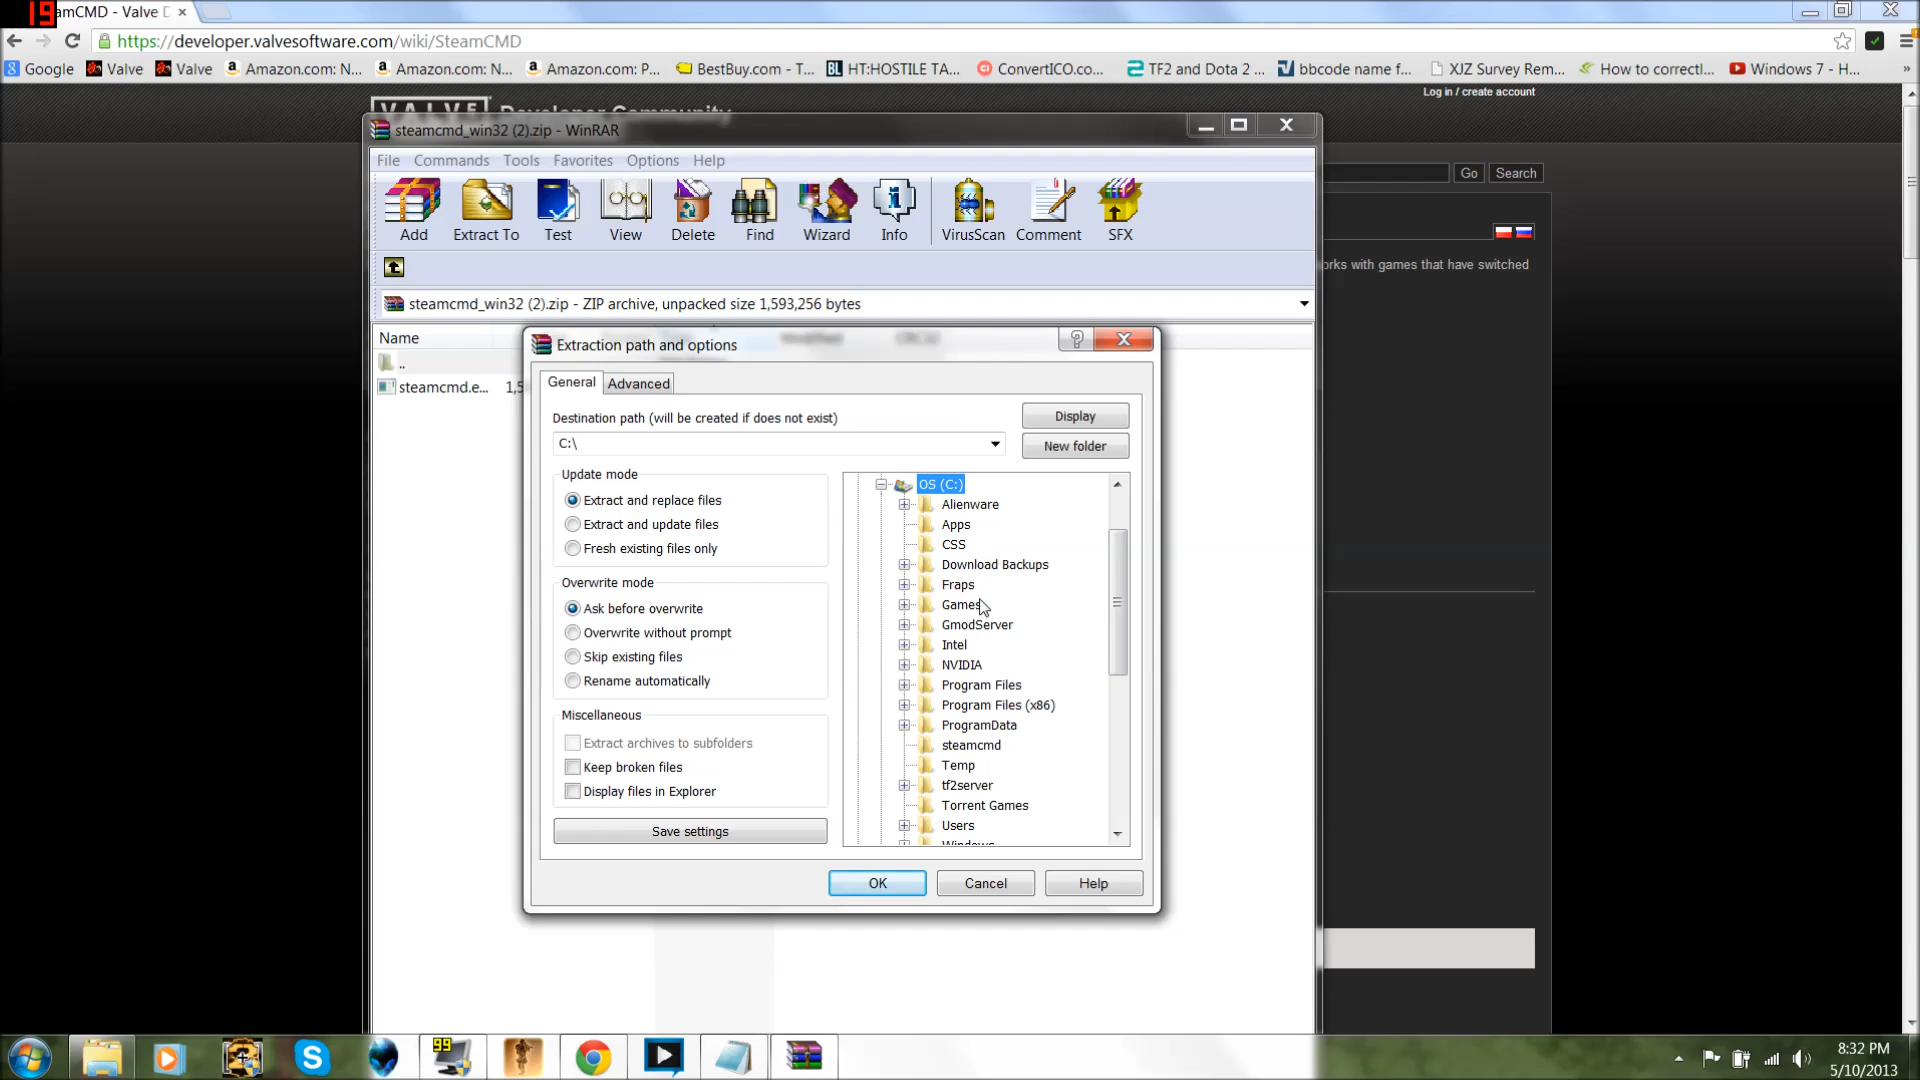 19
amCMD - Valve D
https://developer.valvesoftware.com/wiki/SteamCMD
Google
Valve
Valve
Amazon.com: N...
Amazon.com: N...
Amazon.com: P...
BestBuy.com - T...
HT:HOSTILE TA...
ConvertICO.co...
TF2 and Dota 2 ...
bbcode name f...
XJZ Survey Rem...
How to correctl...
Windows 7 - H...
Log in / create account
VALVE Developer Community
steamcmd_win32 (2).zip - WinRAR
File Commands Tools Favorites Options Help
Go Search
Add Extract To Test View Delete Find Wizard Info VirusScan Comment SFX
orks with games that have switched
steamcmd_win32 (2).zip - ZIP archive, unpacked size 1,593,256 bytes
Name
..
steamcmd.e... 1,5
Extraction path and options
General Advanced
Destination path (will be created if does not exist)
C:\
Display
New folder
Update mode
Extract and replace files
Extract and update files
Fresh existing files only
Overwrite mode
Ask before overwrite
Overwrite without prompt
Skip existing files
Rename automatically
Miscellaneous
Extract archives to subfolders
Keep broken files
Display files in Explorer
Save settings
OS (C:)
Alienware
Apps
CSS
Download Backups
Fraps
Games
GmodServer
Intel
NVIDIA
Program Files
Program Files (x86)
ProgramData
steamcmd
Temp
tf2server
Torrent Games
Users
Windows
OK Cancel Help
99
8:32 PM
5/10/2013